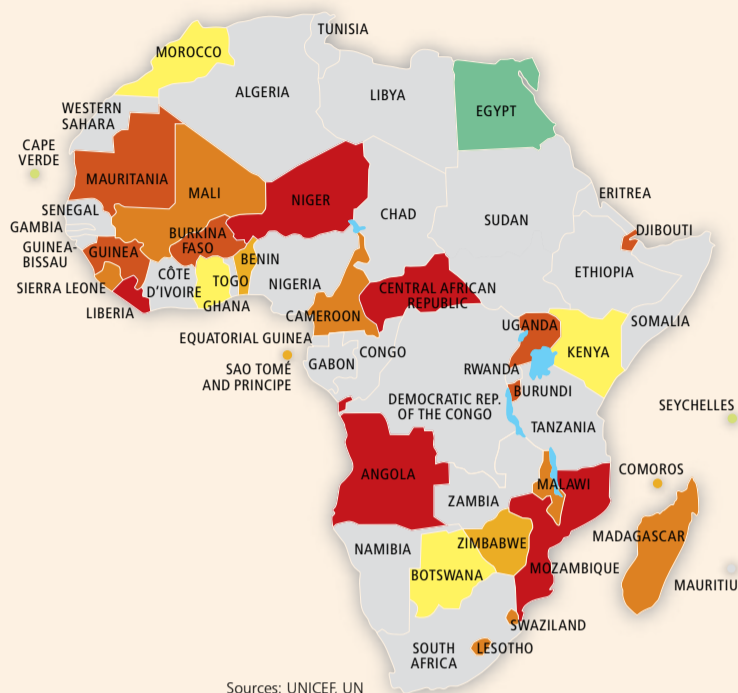 TUNISIA
MOROCCO
ALGERIA
LIBYA
EGYPT
WESTERN
SAHARA
CAPE
VERDE
MAURITANIA
MALI
NIGER
CHAD
SUDAN
ERITREA
SENEGAL
GAMBIA
GUINEA-
BISSAU
GUINEA
BURKINA
FASO
BENIN
DJIBOUTI
SIERRA LEONE
LIBERIA
CÔTE
D'IVOIRE
TOGO
GHANA
NIGERIA
CENTRAL AFRICAN
REPUBLIC
ETHIOPIA
CAMEROON
SOMALIA
EQUATORIAL GUINEA
UGANDA
KENYA
SAO TOMÉ
AND PRINCIPE
GABON
CONGO
RWANDA
BURUNDI
DEMOCRATIC REP.
OF THE CONGO
TANZANIA
SEYCHELLES
ANGOLA
ZAMBIA
MALAWI
COMOROS
NAMIBIA
ZIMBABWE
MADAGASCAR
BOTSWANA
MOZAMBIQUE
MAURITIU
SWAZILAND
SOUTH
AFRICA
LESOTHO
Sources: UNICEF, UN